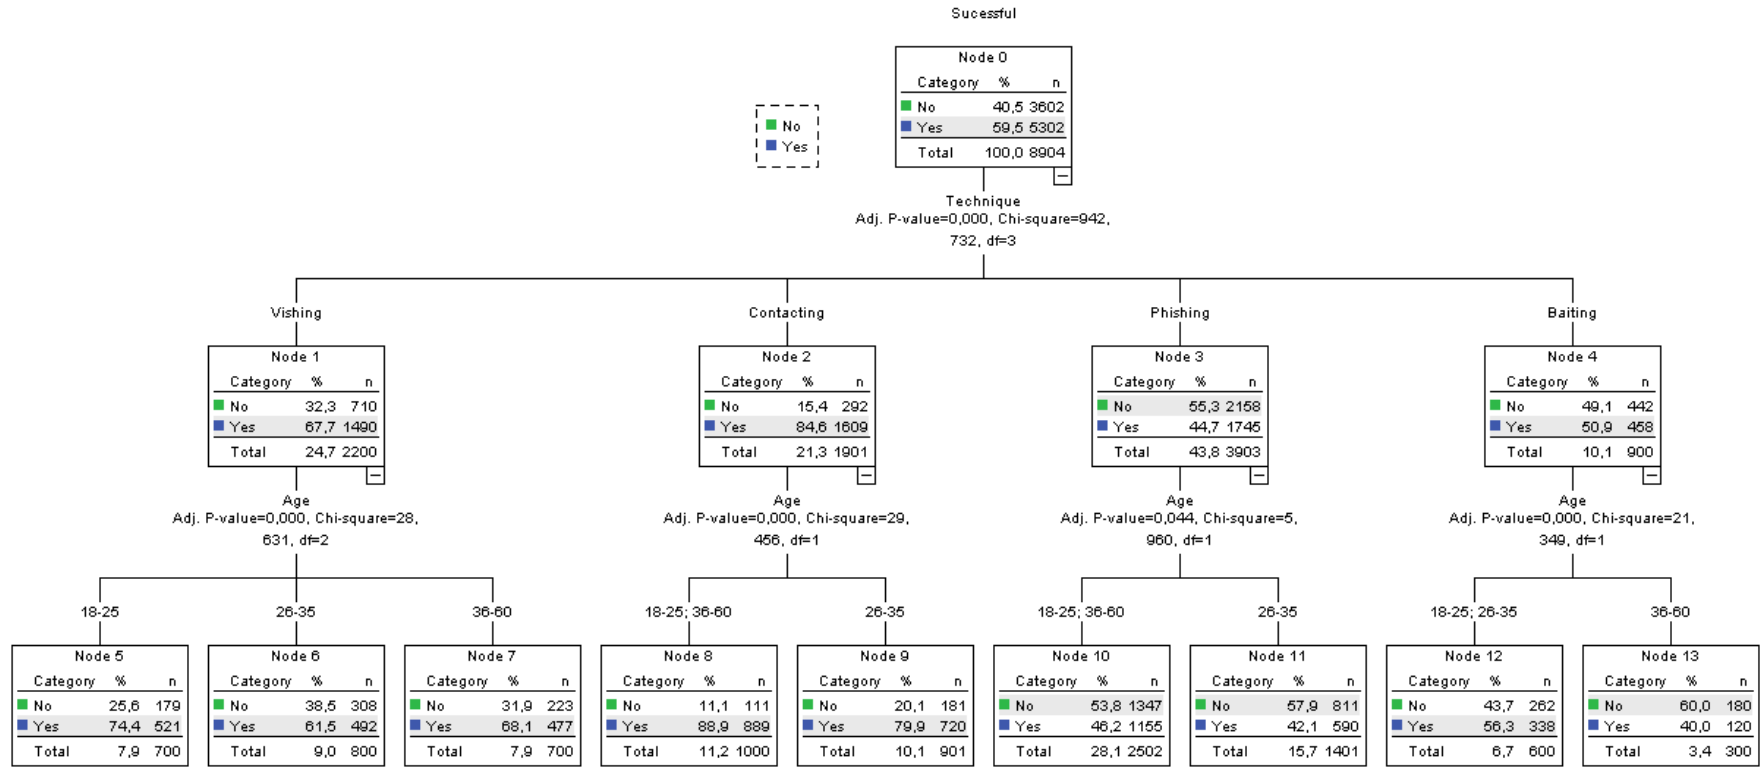 Sucessful
Node 0
Category % n
No 40,5 3602
Yes 59,5 5302
Total 100,0 8904
No
Yes
Technique
Adj. P-value=0,000, Chi-square=942,
732, df=3
Vishing
Contacting
Phishing
Baiting
Node 1
Category % n
No 32,3 710
Yes 67,7 1490
Total 24,7 2200
Node 2
Category % n
No 15,4 292
Yes 84,6 1609
Total 21,3 1901
Node 3
Category % n
No 55,3 2158
Yes 44,7 1745
Total 43,8 3903
Node 4
Category % n
No 49,1 442
Yes 50,9 458
Total 10,1 900
Age
Adj. P-value=0,000, Chi-square=28,
631, df=2
Age
Adj. P-value=0,000, Chi-square=29,
456, df=1
Age
Adj. P-value=0,044, Chi-square=5,
960, df=1
Age
Adj. P-value=0,000, Chi-square=21,
349, df=1
18-25
26-35
36-60
18-25; 36-60
26-35
18-25; 36-60
26-35
18-25; 26-35
36-60
Node 5
Category % n
No 25,6 179
Yes 74,4 521
Total 7,9 700
Node 6
Category % n
No 38,5 308
Yes 61,5 492
Total 9,0 800
Node 7
Category % n
No 31,9 223
Yes 68,1 477
Total 7,9 700
Node 8
Category % n
No 11,1 111
Yes 88,9 889
Total 11,2 1000
Node 9
Category % n
No 20,1 181
Yes 79,9 720
Total 10,1 901
Node 10
Category % n
No 53,8 1347
Yes 46,2 1155
Total 28,1 2502
Node 11
Category % n
No 57,9 811
Yes 42,1 590
Total 15,7 1401
Node 12
Category % n
No 43,7 262
Yes 56,3 338
Total 6,7 600
Node 13
Category % n
No 60,0 180
Yes 40,0 120
Total 3,4 300